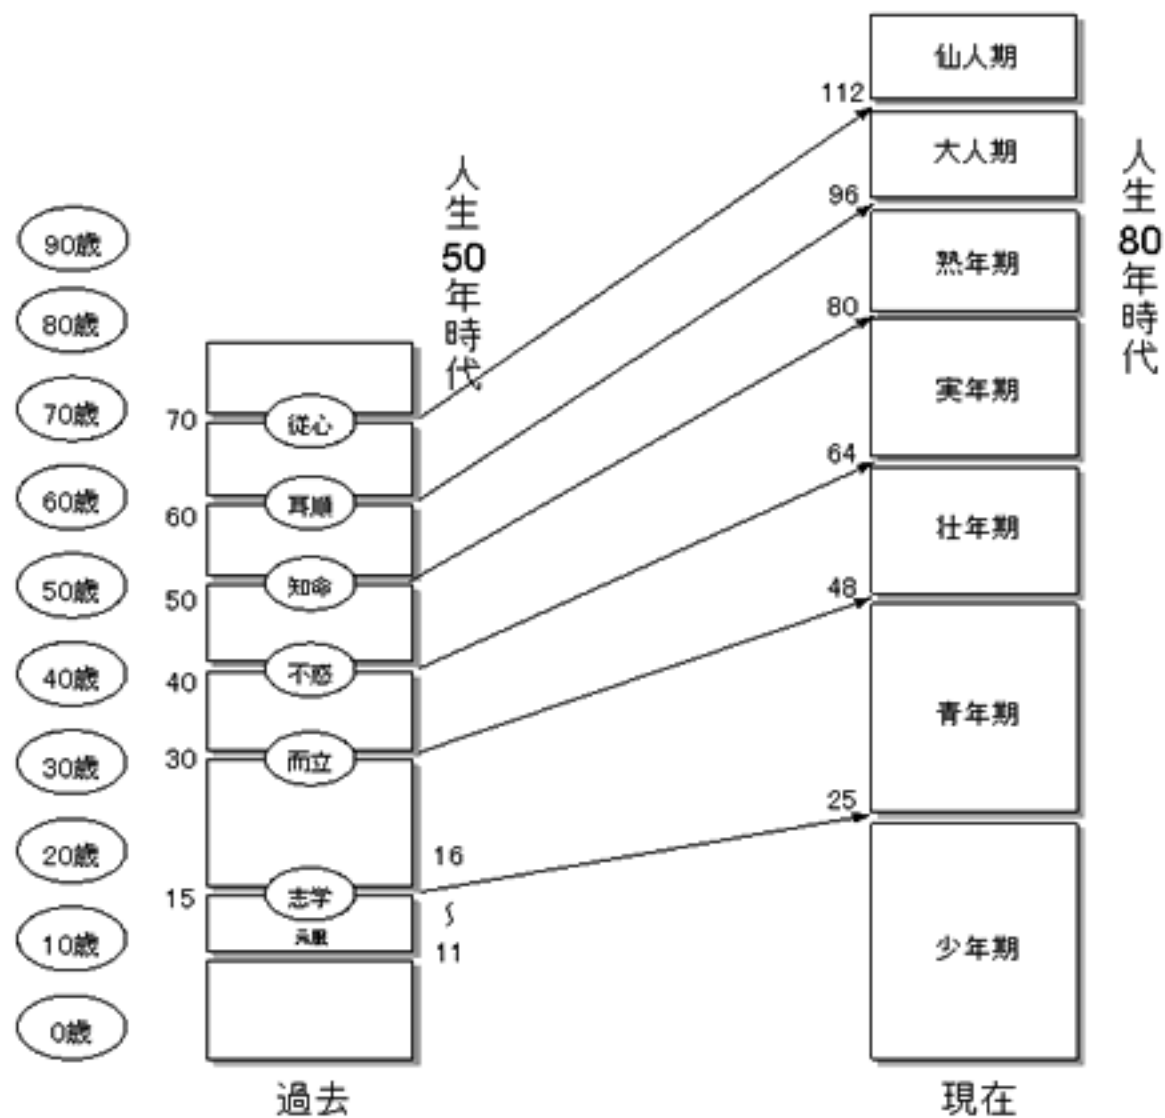 90歳
80歳
70歳
60歳
50歳
40歳
30歳
20歳
10歳
0歳
人生50年時代
70
従心
60
耳順
50
知命
40
不惑
30
而立
15
志学
元服
16
〜
11
過去
人生80年時代
仙人期
112
大人期
96
熟年期
80
実年期
64
壮年期
48
青年期
25
少年期
現在